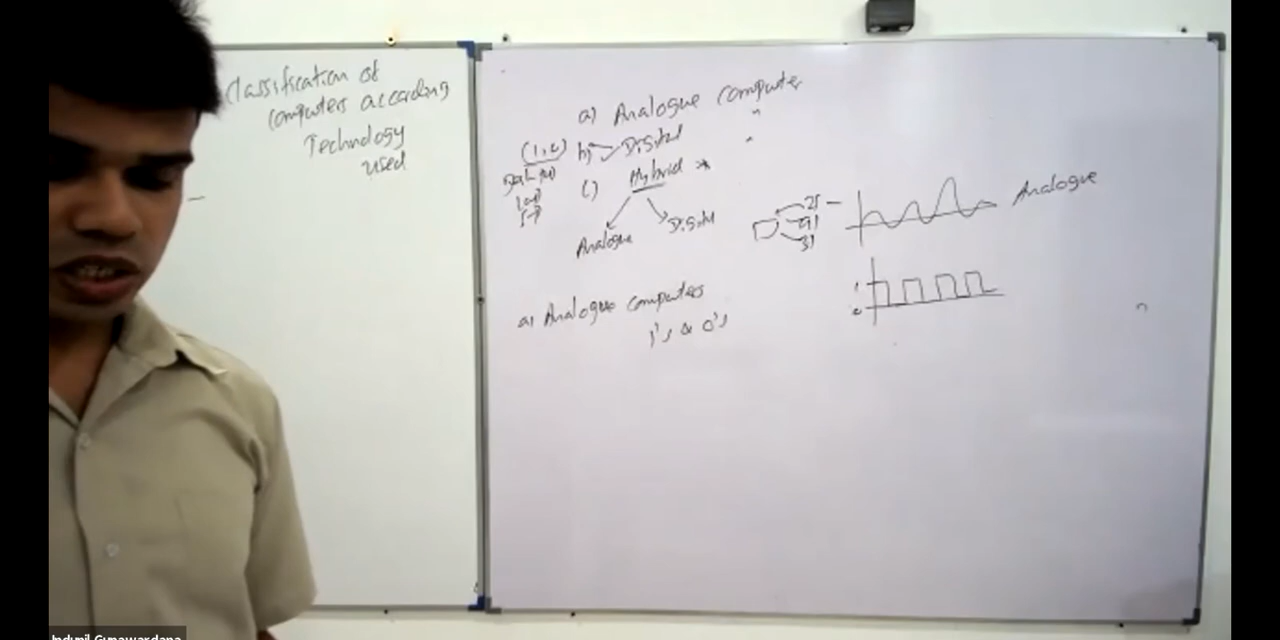 Classification of
computers according
Technology
used
a) Analogue computer
b) Digital
c) Hybrid
Analogue
Digital
a) Analogue computers
1's & 0's
Analogue
1
0
Indunil Gunawardana